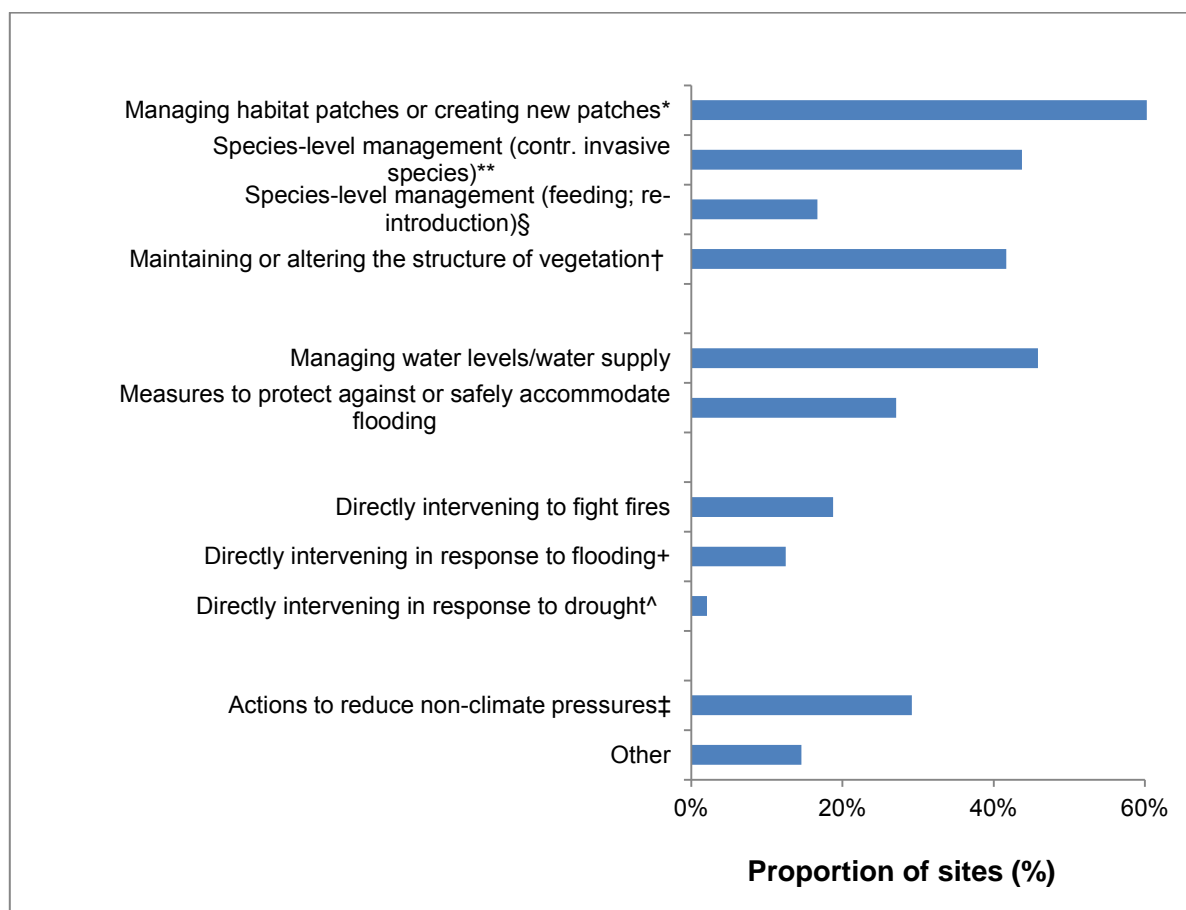 Managing habitat patches or creating new patches*
Species-level management (contr. invasive
species)**
Species-level management (feeding; re-
introduction)§
Maintaining or altering the structure of vegetation†
Managing water levels/water supply
Measures to protect against or safely accommodate
flooding
Directly intervening to fight fires
Directly intervening in response to flooding+
Directly intervening in response to drought^
Actions to reduce non-climate pressures‡
Other
0% 20% 40% 60%
Proportion of sites (%)